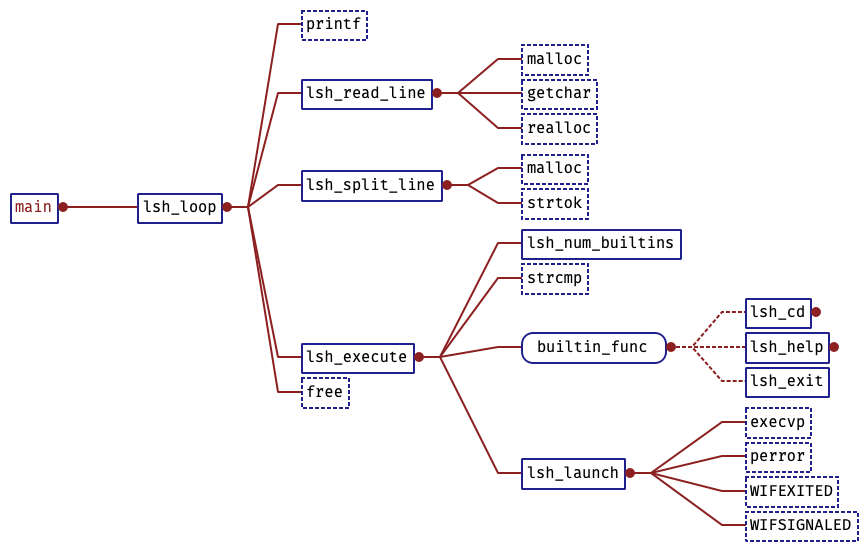 main
lsh_loop
printf
lsh_read_line
malloc
getchar
realloc
lsh_split_line
malloc
strtok
lsh_execute
lsh_num_builtins
strcmp
builtin_func
lsh_cd
lsh_help
lsh_exit
lsh_launch
execvp
perror
WIFEXITED
WIFSIGNALED
free